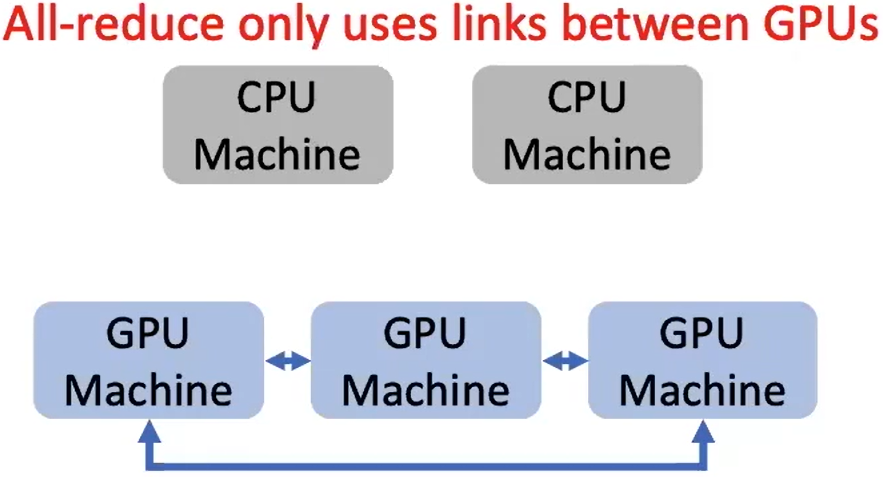 All-reduce only uses links between GPUs
CPU
Machine
CPU
Machine
GPU
Machine
GPU
Machine
GPU
Machine